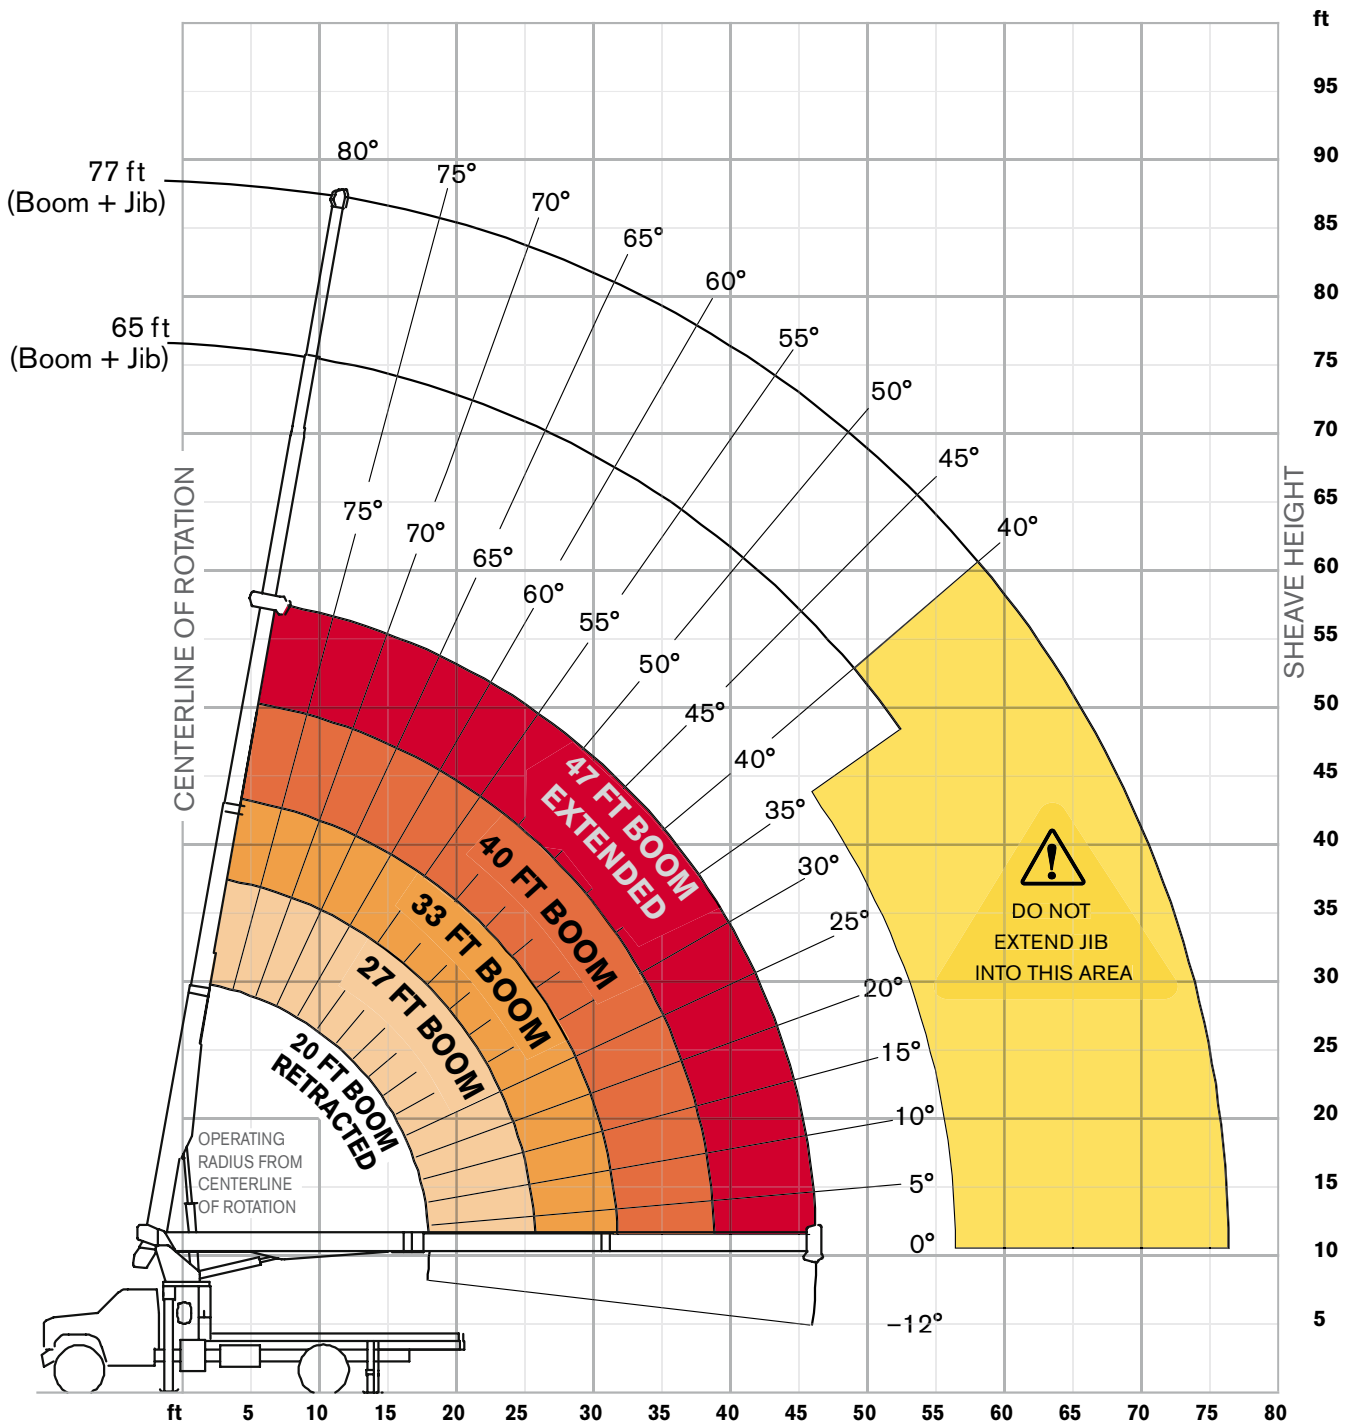 ft
95
90
85
80
75
70
65
60
55
50
45
40
35
30
25
20
15
10
5
SHEAVE HEIGHT
77 ft
(Boom + Jib)
65 ft
(Boom + Jib)
80°
75°
70°
65°
60°
55°
50°
45°
40°
75°
70°
65°
60°
55°
50°
45°
40°
35°
30°
25°
20°
15°
10°
5°
0°
−12°
CENTERLINE OF ROTATION
47 FT BOOM
EXTENDED
40 FT BOOM
33 FT BOOM
27 FT BOOM
20 FT BOOM
RETRACTED
OPERATING
RADIUS FROM
CENTERLINE
OF ROTATION
DO NOT
EXTEND JIB
INTO THIS AREA
ft 5 10 15 20 25 30 35 40 45 50 55 60 65 70 75 80